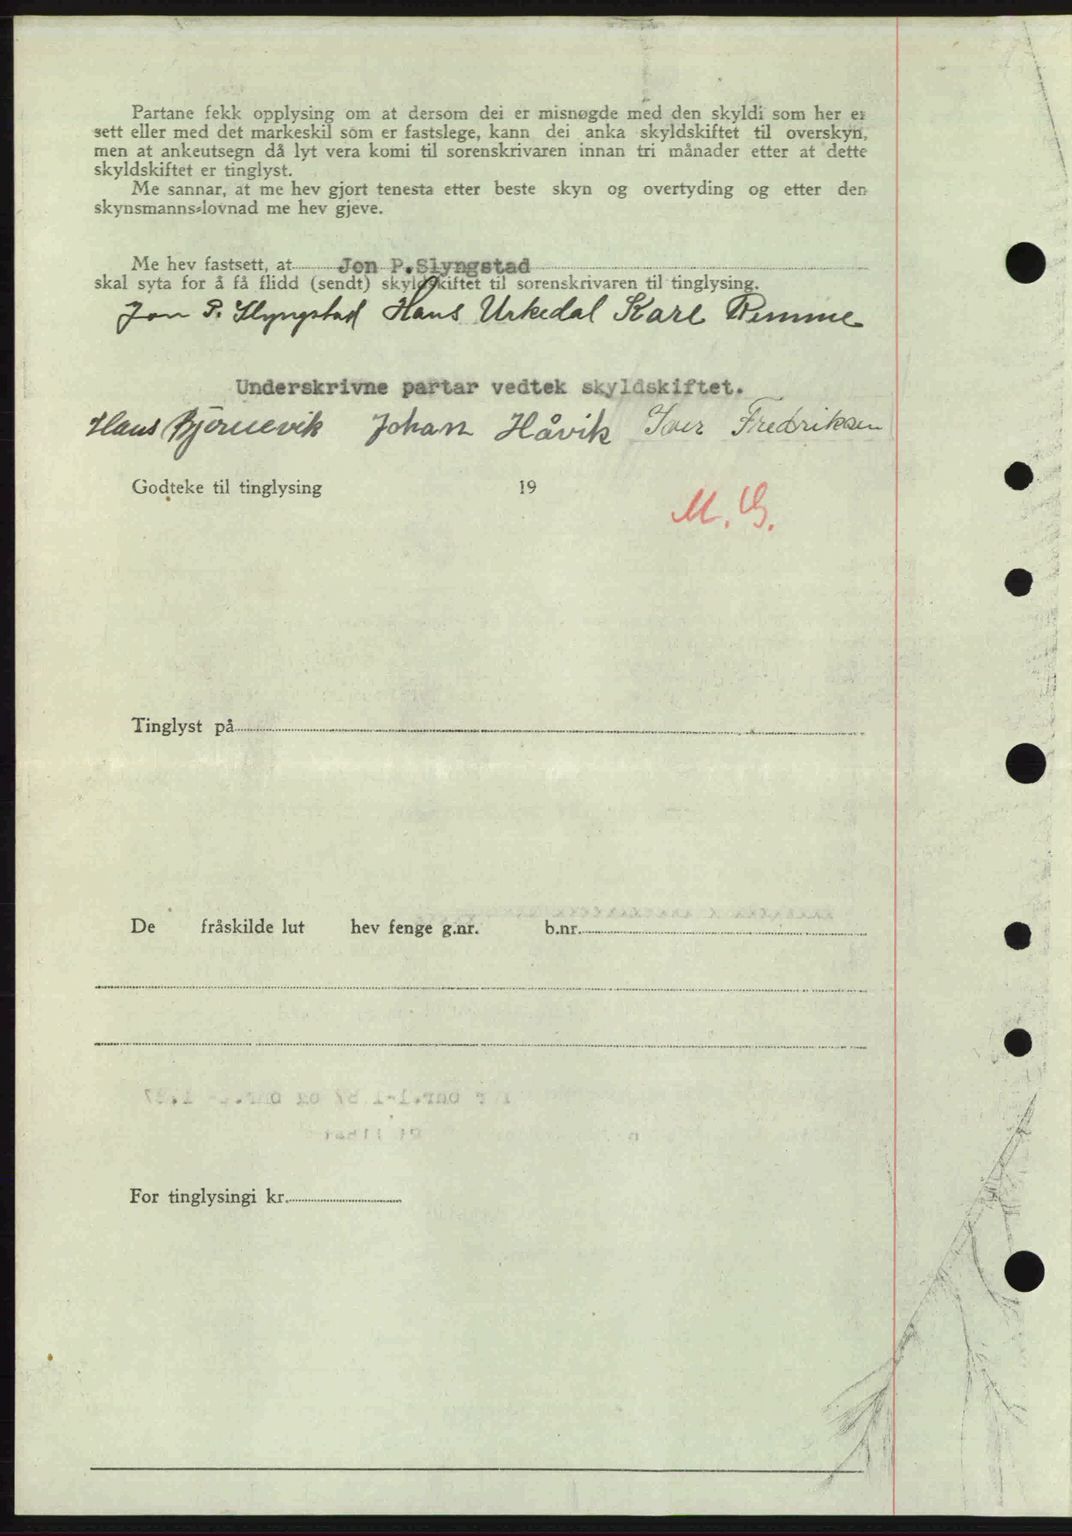 Partane fekk opplysing om at dersom dei er misnøgde med den skyldi som her er
sett eller med det markeskil som er fastslege, kann dei anka skyldskiftet til overskyn,
men at ankeutsegn då lyt vera komi til sorenskrivaren innan tri månader etter at dette
skyldskiftet er tinglyst.
Me sannar, at me hev gjort tenesta etter beste skyn og overtyding og etter den
skynsmanns-lovnad me hev gjeve.
Me hev fastsett, at Jon P. Slyngstad
skal syta for å få flidd (sendt) skyldskiftet til sorenskrivaren til tinglysing.
Jon P. Slyngstad Hans Urkedal Karl Remme
Underskrivne partar vedtek skyldskiftet.
Hans Bjørnevik Johan Håvik Iver Fredriksen
Godteke til tinglysing 19
M. G.
Tinglyst på
De fråskilde lut hev fenge g.nr. b.nr.
For tinglysingi kr.